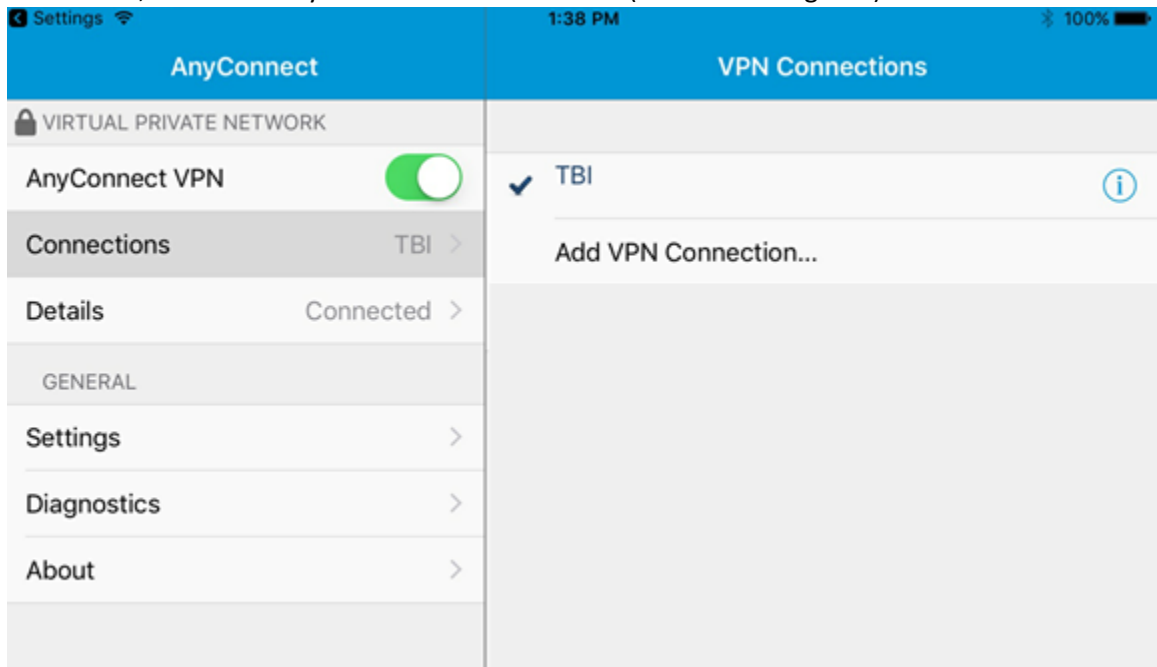 Settings 1:38 PM 100%
AnyConnect
VPN Connections
VIRTUAL PRIVATE NETWORK
AnyConnect VPN
Connections TBI
Details Connected
GENERAL
Settings
Diagnostics
About
TBI
Add VPN Connection...